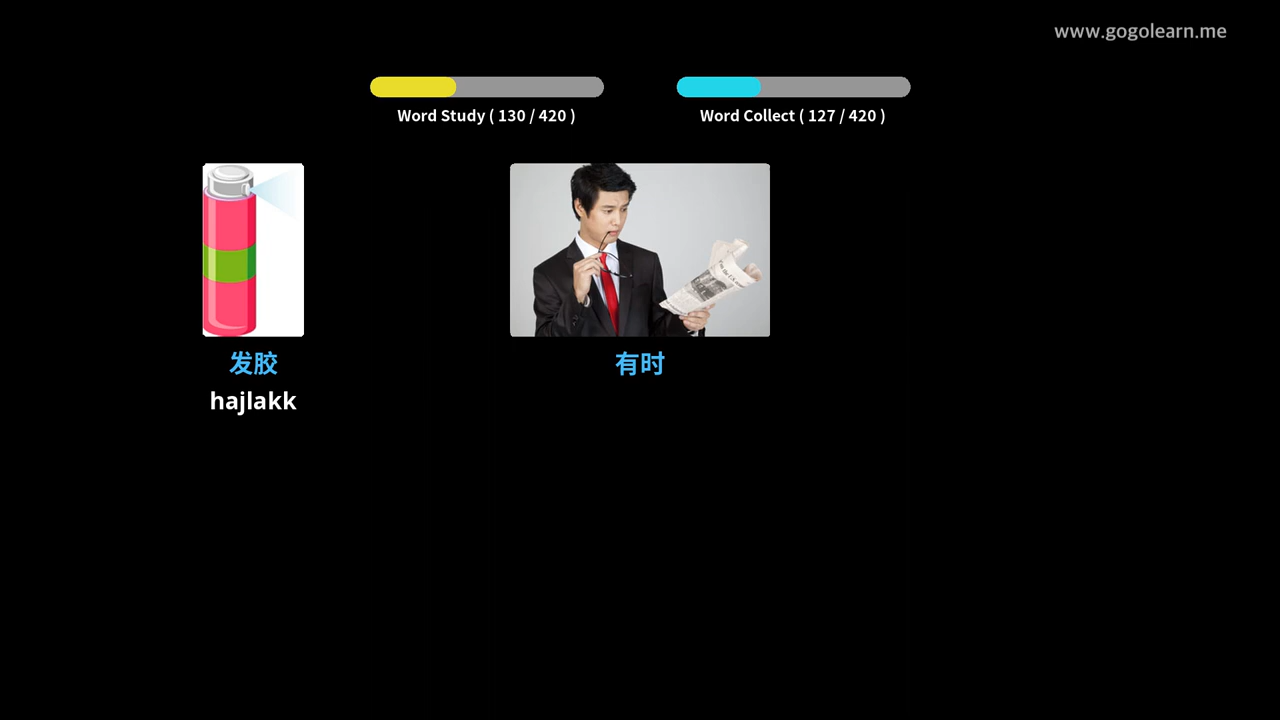 www.gogolearn.me
Word Study ( 130 / 420 )
Word Collect ( 127 / 420 )
发胶
hajlakk
有时